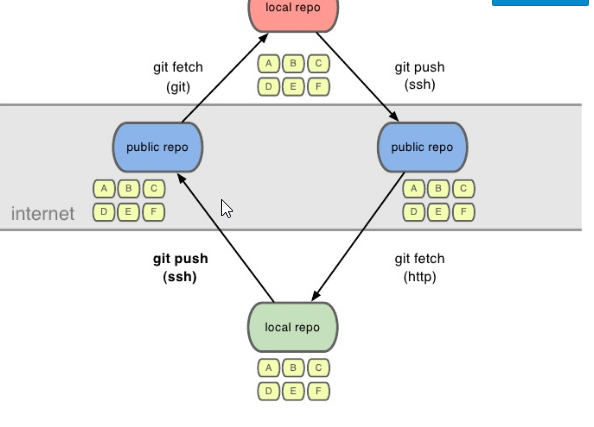 local repo
A B C
D E F
git fetch
(git)
git push
(ssh)
public repo
public repo
A B C
D E F
A B C
D E F
internet
git push
(ssh)
git fetch
(http)
local repo
A B C
D E F